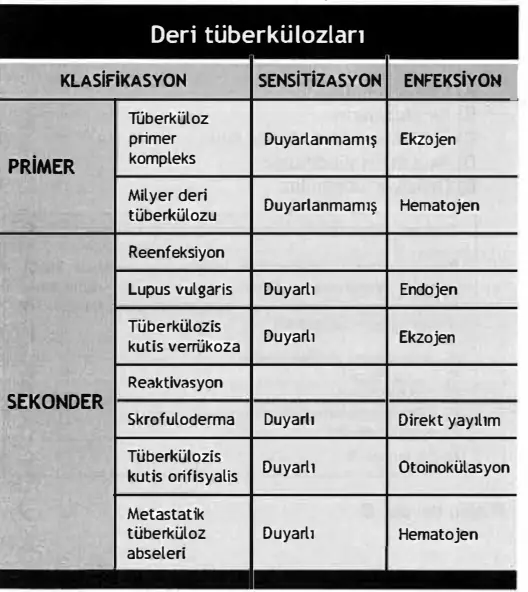 Deri tüberkülozları
KLASİFİKASYON SENSİTİZASYON ENFEKSİYON
PRİMER
Tüberküloz
primer
kompleks
Duyarlanmamış Ekzojen
Milyer deri
tüberkülozu
Duyarlanmamış Hematojen
SEKONDER
Reenfeksiyon
Lupus vulgaris Duyarlı Endojen
Tüberkülozis
kutis verrükoza
Duyarlı Ekzojen
Reaktivasyon
Skrofuloderma Duyarlı Direkt yayılım
Tüberkülozis
kutis orifisyalis
Duyarlı Otoinokülasyon
Metastatik
tüberküloz
abseleri
Duyarlı Hematojen